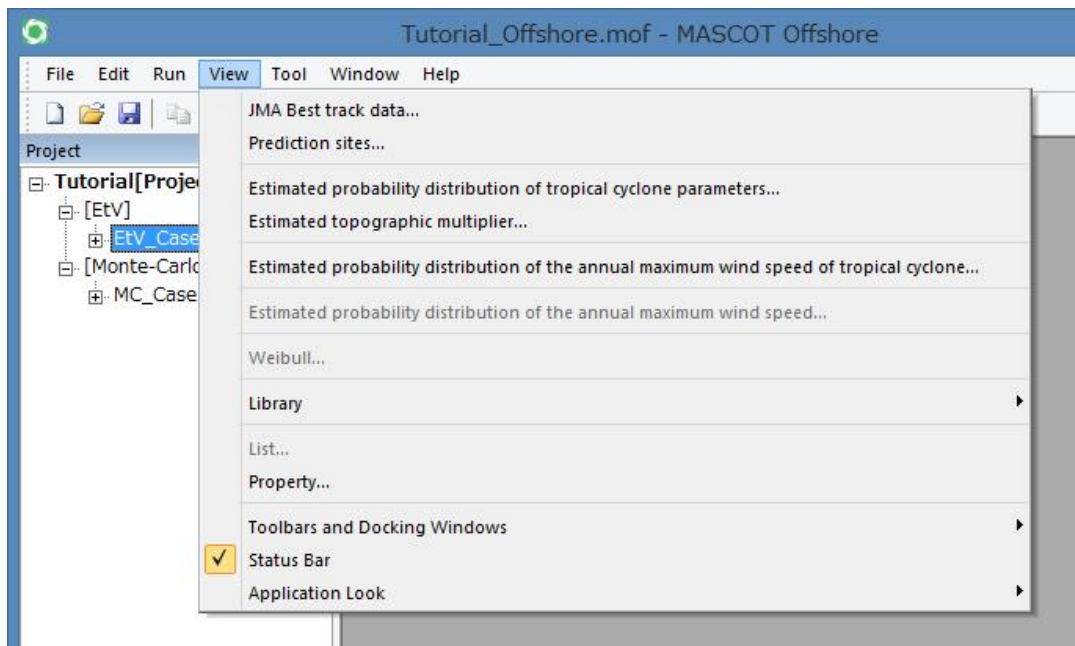 Tutorial_Offshore.mof - MASCOT Offshore
File Edit Run View Tool Window Help
Project
Tutorial[Proje
[EtV]
EtV_Case
[Monte-Carlo
MC_Case
JMA Best track data...
Prediction sites...
Estimated probability distribution of tropical cyclone parameters...
Estimated topographic multiplier...
Estimated probability distribution of the annual maximum wind speed of tropical cyclone...
Estimated probability distribution of the annual maximum wind speed...
Weibull...
Library
List...
Property...
Toolbars and Docking Windows
Status Bar
Application Look